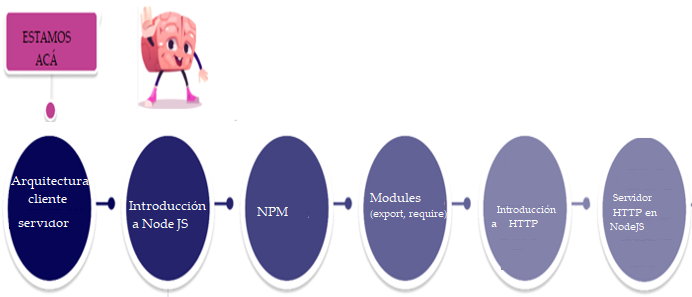 ESTAMOS
ACÁ
Arquitectura
cliente
servidor
Introducción
a Node JS
NPM
Modules
(export, require)
Introducción
a HTTP
Servidor
HTTP en
NodeJS